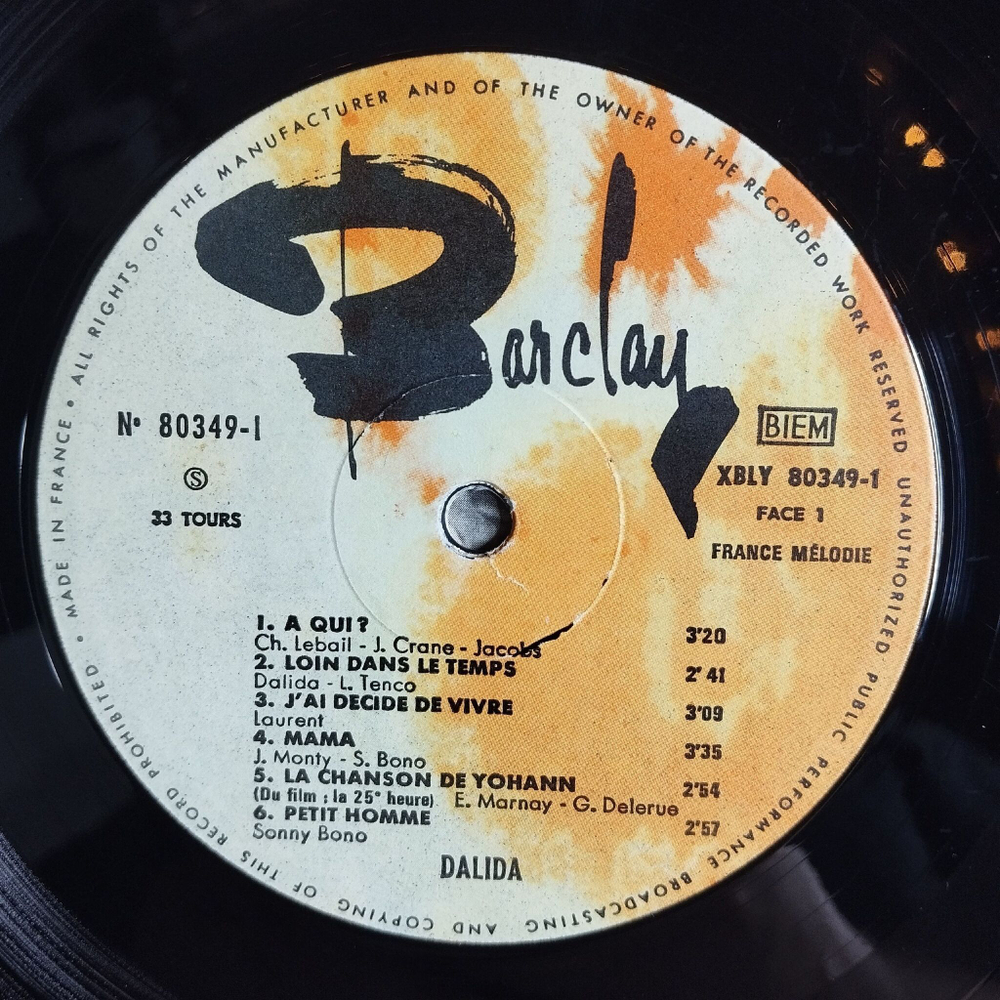 MADE IN FRANCE • ALL RIGHTS OF THE MANUFACTURER AND OF THE OWNER OF THE RECORDED WORK RESERVED UNAUTHORIZED PUBLIC PERFORMANCE BROADCASTING AND COPYING OF THIS RECORD PROHIBITED •
Barclay
Nº 80349-1
BIEM
Ⓢ
XBLY 80349-1
33 TOURS
FACE 1
FRANCE MÉLODIE
1. A QUI ?
Ch. Lebail - J. Crane - Jacobs 3'20
2. LOIN DANS LE TEMPS
Dalida - L. Tenco 2'41
3. J'AI DECIDE DE VIVRE
Laurent 3'09
4. MAMA
J. Monty - S. Bono 3'35
5. LA CHANSON DE YOHANN
(Du film : la 25e heure) E. Marnay - G. Delerue 2'54
6. PETIT HOMME
Sonny Bono 2'57
DALIDA